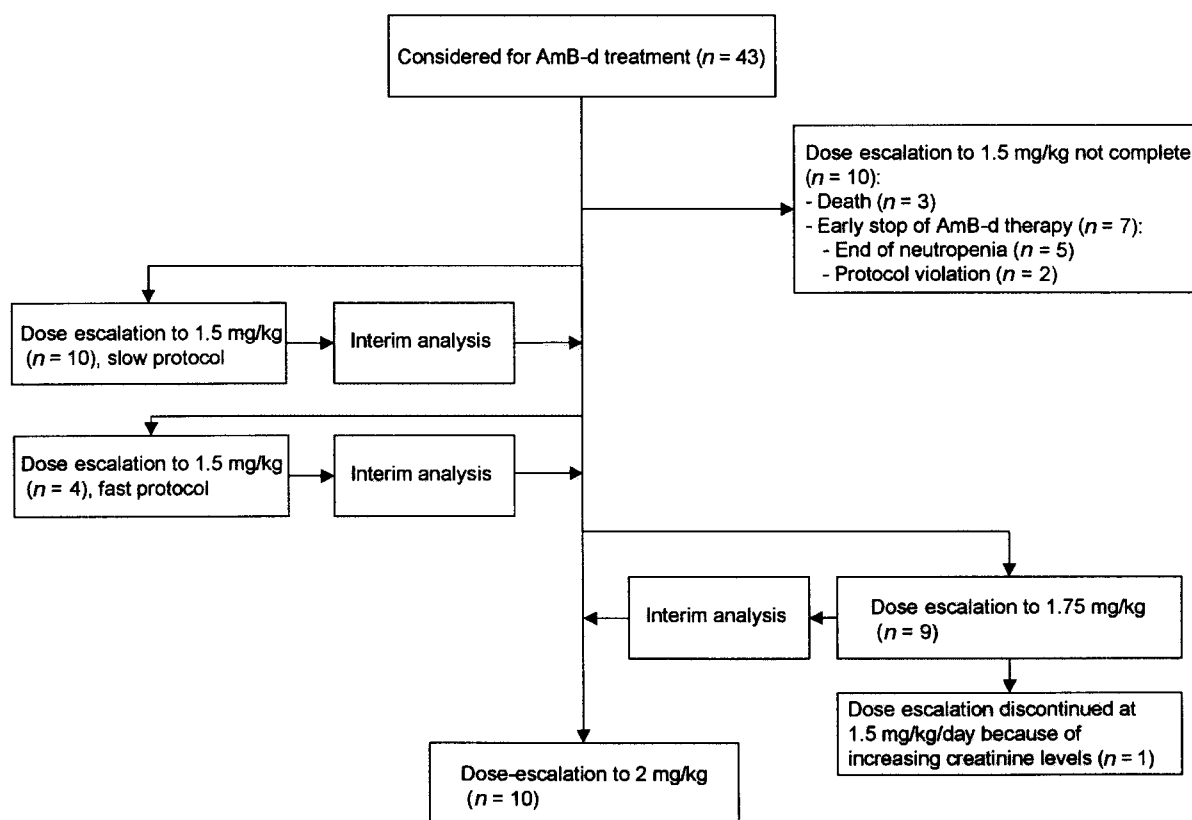 Considered for AmB-d treatment (n = 43)
Dose escalation to 1.5 mg/kg not complete
(n = 10):
- Death (n = 3)
- Early stop of AmB-d therapy (n = 7):
- End of neutropenia (n = 5)
- Protocol violation (n = 2)
Dose escalation to 1.5 mg/kg
(n = 10), slow protocol
Interim analysis
Dose escalation to 1.5 mg/kg
(n = 4), fast protocol
Interim analysis
Interim analysis
Dose escalation to 1.75 mg/kg
(n = 9)
Dose escalation discontinued at
1.5 mg/kg/day because of
increasing creatinine levels (n = 1)
Dose-escalation to 2 mg/kg
(n = 10)